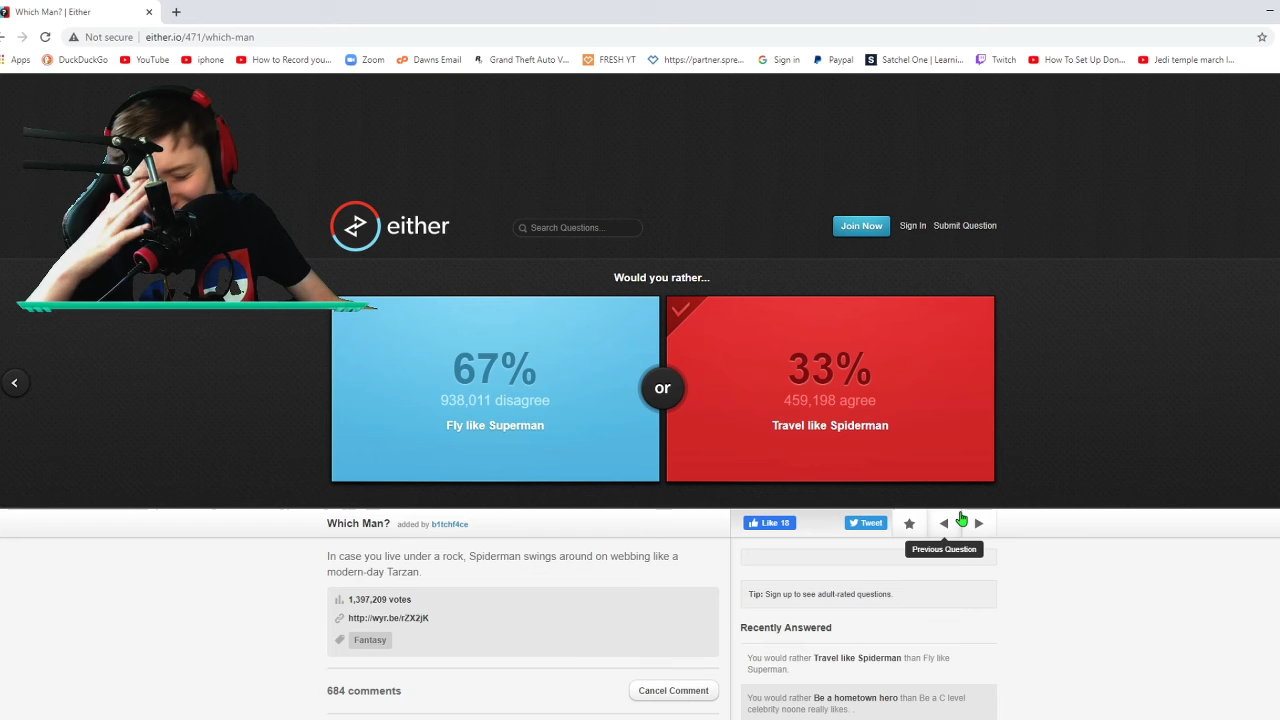 Which Man? | Either
Not secure | either.io/471/which-man
Apps DuckDuckGo YouTube iphone How to record you... Zoom Dawns Email Grand Theft Auto V... FRESH YT https://partner.spre... Sign in Paypal Satchel One | Learni... Twitch How To Set Up Don... Jedi temple march l...
either
Search Questions...
Join Now Sign In Submit Question
Would you rather...
67%
938,011 disagree
Fly like Superman
or
33%
459,198 agree
Travel like Spiderman
Which Man? added by b1tchf4ce
Like 18 Tweet
Previous Question
In case you live under a rock, Spiderman swings around on webbing like a
modern-day Tarzan.
1,397,209 votes
http://wyr.be/rZX2jK
Fantasy
684 comments
Cancel Comment
Tip: Sign up to see adult-rated questions.
Recently Answered
You would rather Travel like Spiderman than Fly like
Superman.
You would rather Be a hometown hero than Be a C level
celebrity noone really likes. .